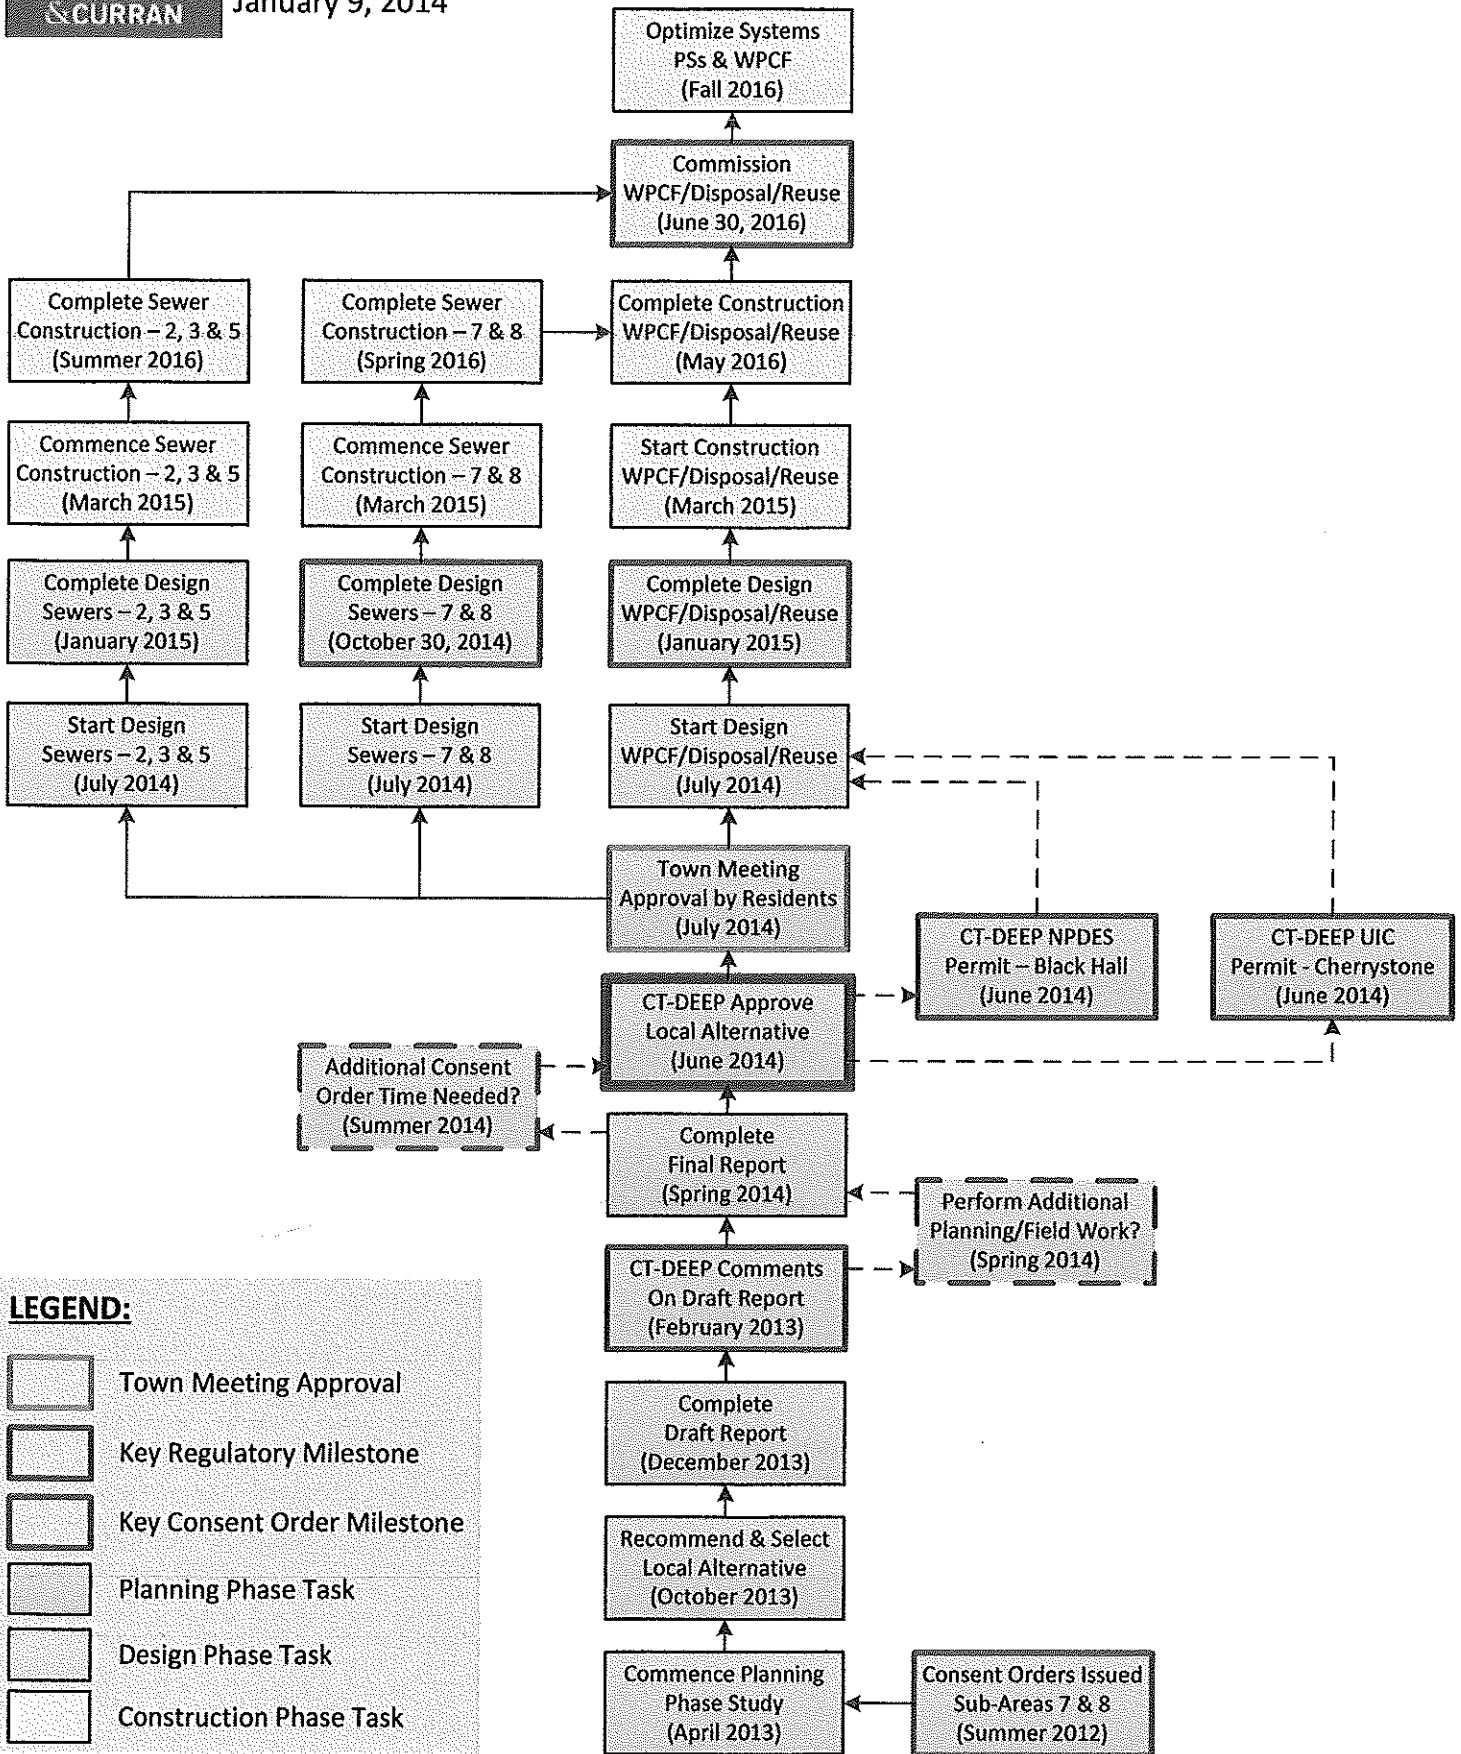 &CURRAN
January 9, 2014
Optimize Systems
PSs & WPCF
(Fall 2016)
Commission
WPCF/Disposal/Reuse
(June 30, 2016)
Complete Sewer
Construction – 2, 3 & 5
(Summer 2016)
Complete Sewer
Construction – 7 & 8
(Spring 2016)
Complete Construction
WPCF/Disposal/Reuse
(May 2016)
Commence Sewer
Construction – 2, 3 & 5
(March 2015)
Commence Sewer
Construction – 7 & 8
(March 2015)
Start Construction
WPCF/Disposal/Reuse
(March 2015)
Complete Design
Sewers – 2, 3 & 5
(January 2015)
Complete Design
Sewers – 7 & 8
(October 30, 2014)
Complete Design
WPCF/Disposal/Reuse
(January 2015)
Start Design
Sewers – 2, 3 & 5
(July 2014)
Start Design
Sewers – 7 & 8
(July 2014)
Start Design
WPCF/Disposal/Reuse
(July 2014)
Town Meeting
Approval by Residents
(July 2014)
CT-DEEP NPDES
Permit – Black Hall
(June 2014)
CT-DEEP UIC
Permit - Cherrystone
(June 2014)
CT-DEEP Approve
Local Alternative
(June 2014)
Additional Consent
Order Time Needed?
(Summer 2014)
Complete
Final Report
(Spring 2014)
Perform Additional
Planning/Field Work?
(Spring 2014)
CT-DEEP Comments
On Draft Report
(February 2013)
Complete
Draft Report
(December 2013)
Recommend & Select
Local Alternative
(October 2013)
Commence Planning
Phase Study
(April 2013)
Consent Orders Issued
Sub-Areas 7 & 8
(Summer 2012)
LEGEND:
Town Meeting Approval
Key Regulatory Milestone
Key Consent Order Milestone
Planning Phase Task
Design Phase Task
Construction Phase Task